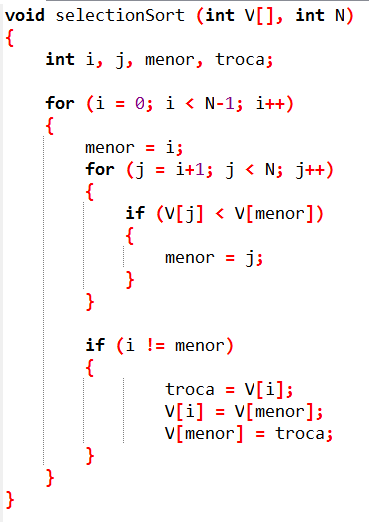 void selectionSort (int V[], int N)
{
    int i, j, menor, troca;

    for (i = 0; i < N-1; i++)
    {
        menor = i;
        for (j = i+1; j < N; j++)
        {
            if (V[j] < V[menor])
            {
                menor = j;
            }
        }

        if (i != menor)
        {
                troca = V[i];
                V[i] = V[menor];
                V[menor] = troca;
        }
    }
}